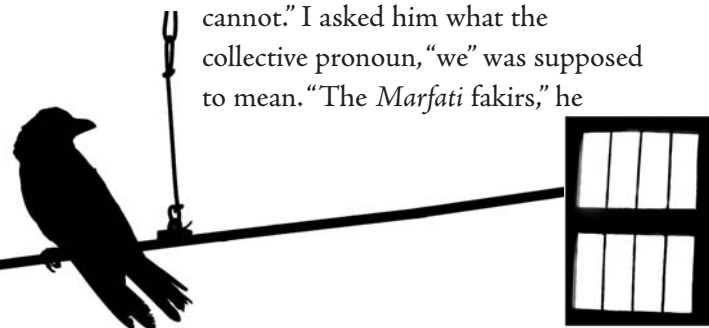 cannot.” I asked him what the
collective pronoun, “we” was supposed
to mean. “The Marfati fakirs,” he